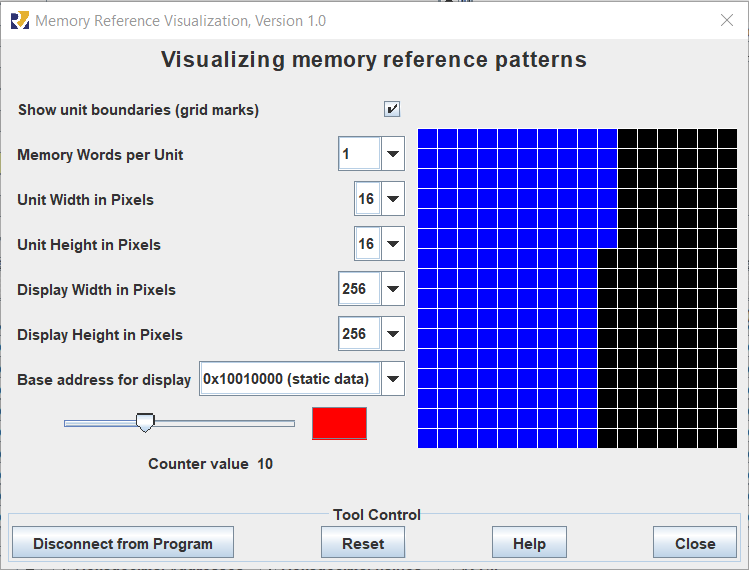 Memory Reference Visualization, Version 1.0
Visualizing memory reference patterns
Show unit boundaries (grid marks)
Memory Words per Unit 1
Unit Width in Pixels 16
Unit Height in Pixels 16
Display Width in Pixels 256
Display Height in Pixels 256
Base address for display 0x10010000 (static data)
Counter value 10
Tool Control
Disconnect from Program Reset Help Close